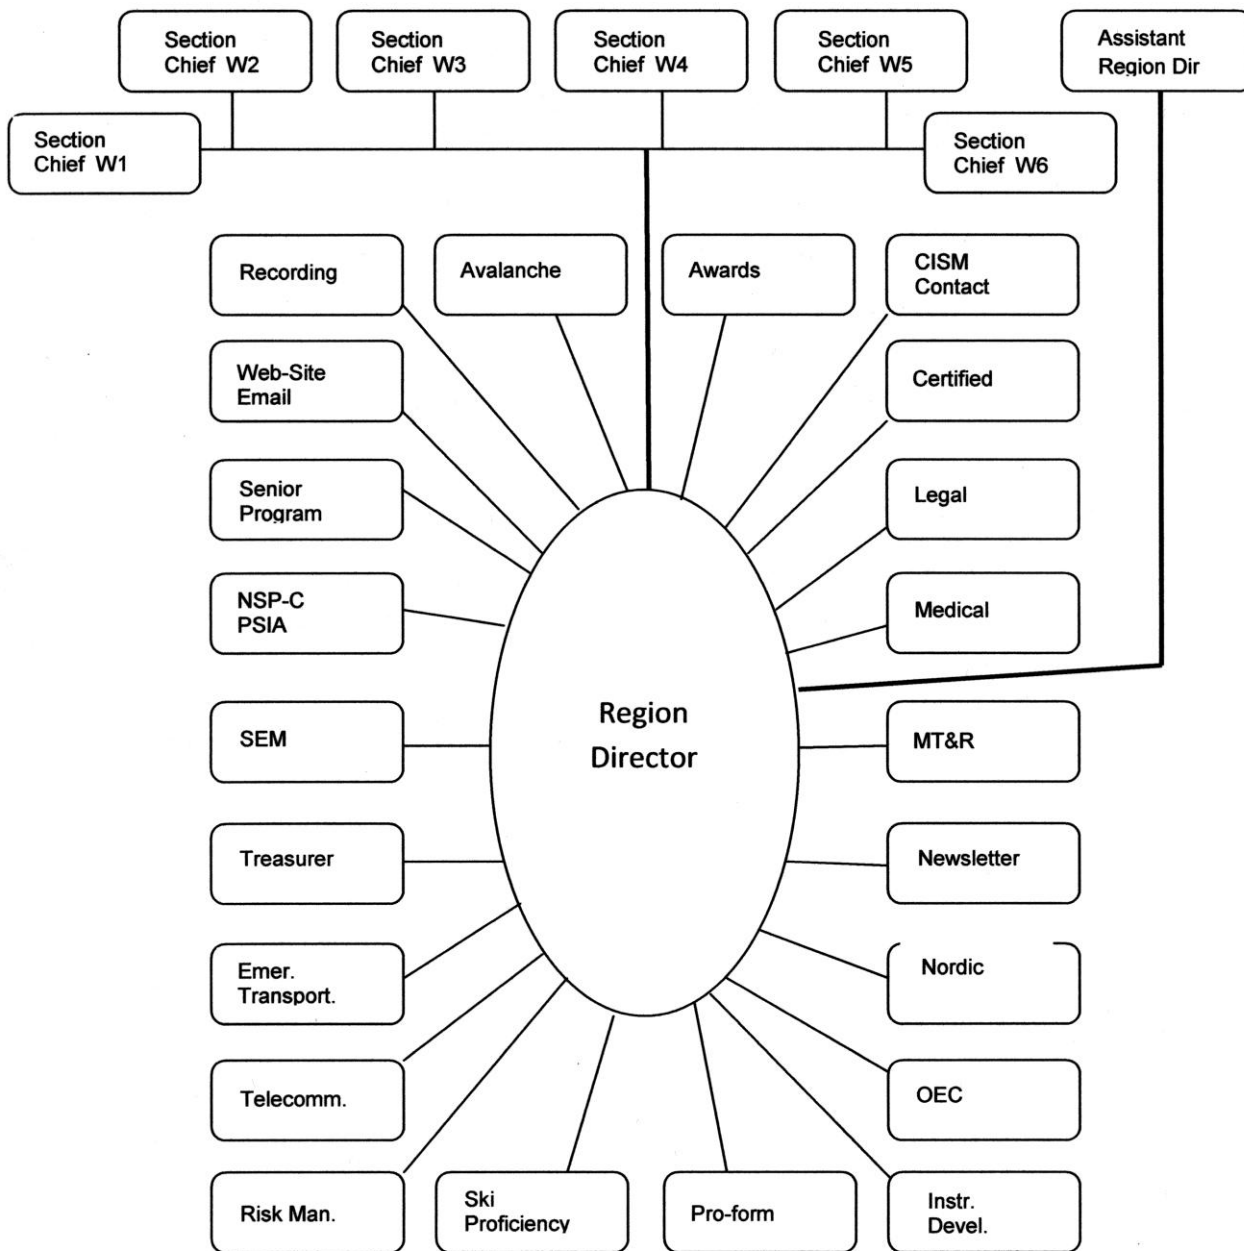 Section
Chief W2
Section
Chief W3
Section
Chief W4
Section
Chief W5
Assistant
Region Dir
Section
Chief W1
Section
Chief W6
Recording
Avalanche
Awards
CISM
Contact
Web-Site
Email
Certified
Senior
Program
Legal
NSP-C
PSIA
Medical
Region
Director
SEM
MT&R
Treasurer
Newsletter
Emer.
Transport.
Nordic
Telecomm.
OEC
Risk Man.
Ski
Proficiency
Pro-form
Instr.
Devel.